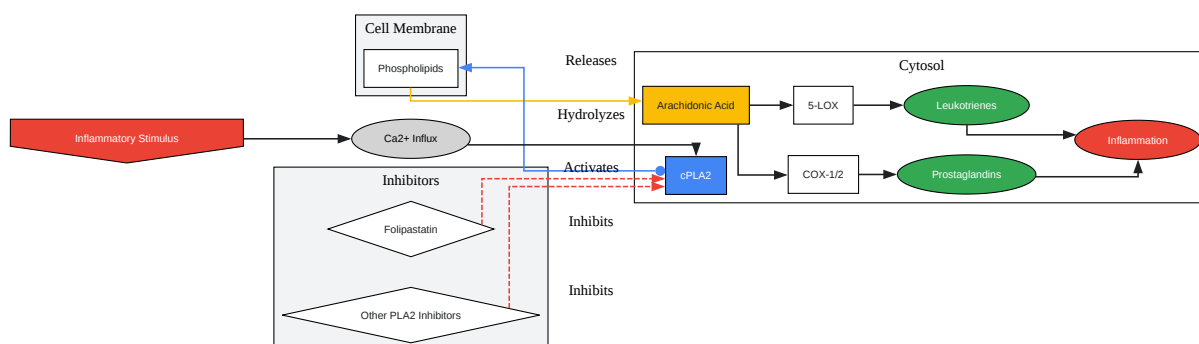 Cell Membrane
Phospholipids
Releases
Cytosol
Arachidonic Acid
5-LOX
Leukotrienes
Hydrolyzes
Inflammatory Stimulus
Ca2+ Influx
Inflammation
Activates
cPLA2
COX-1/2
Prostaglandins
Inhibitors
Folipastatin
Inhibits
Inhibits
Other PLA2 Inhibitors